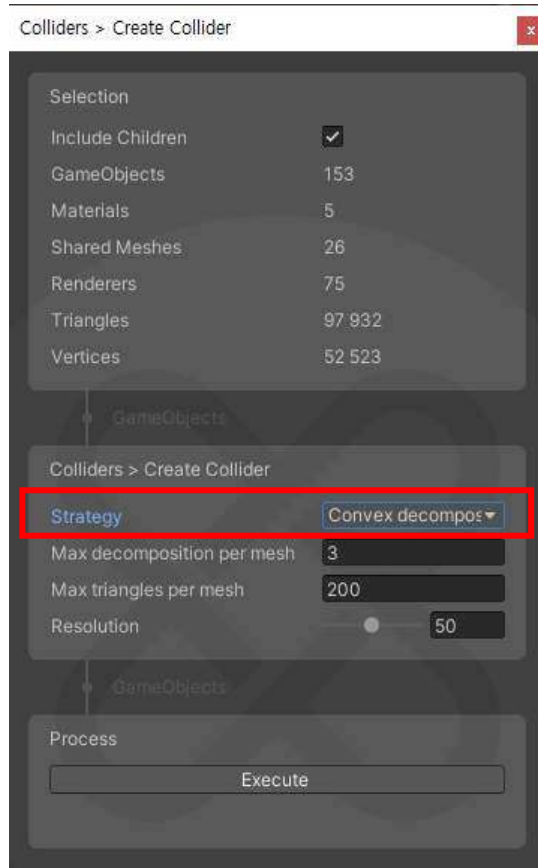 Colliders > Create Collider
x
Selection
Include Children
GameObjects 153
Materials 5
Shared Meshes 26
Renderers 75
Triangles 97 932
Vertices 52 523
GameObjects
Colliders > Create Collider
Strategy Convex decompos
Max decomposition per mesh 3
Max triangles per mesh 200
Resolution 50
GameObjects
Process
Execute